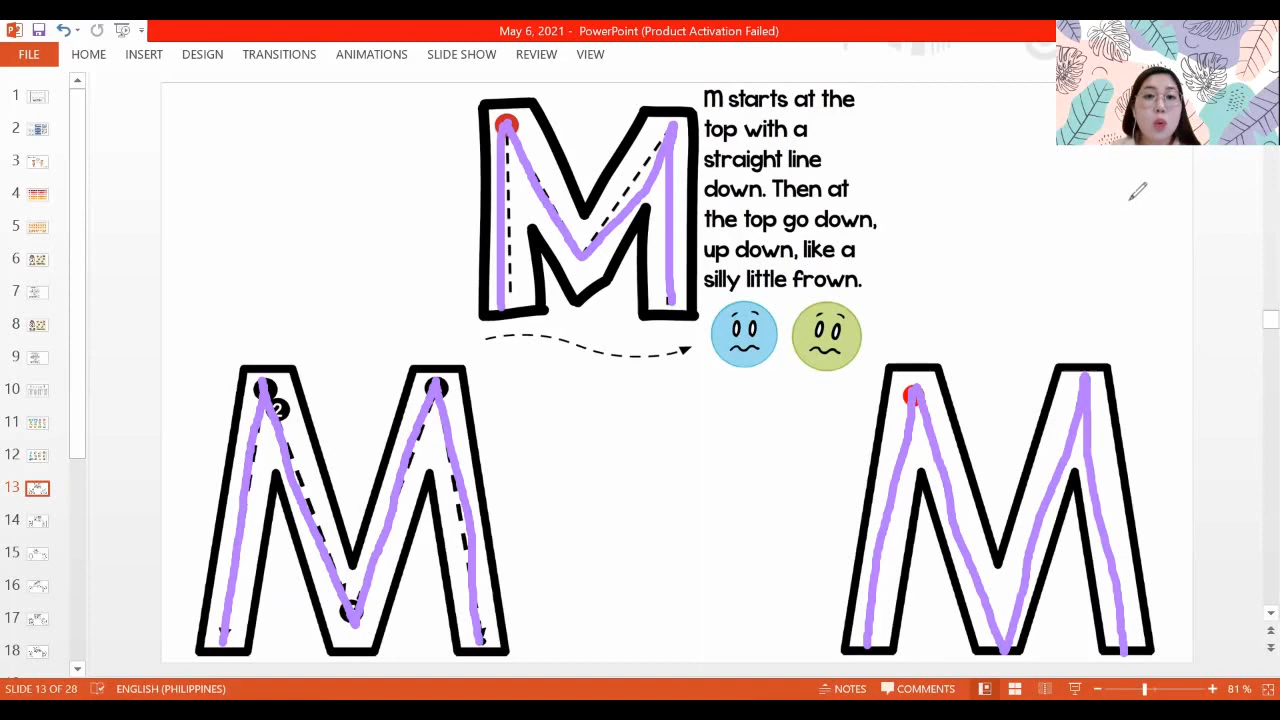 May 6, 2021 - PowerPoint (Product Activation Failed)
FILE HOME INSERT DESIGN TRANSITIONS ANIMATIONS SLIDE SHOW REVIEW VIEW
1
2
3
4
5
6
7
8
9
10
11
12
13
14
15
16
17
18
M
M starts at the
top with a
straight line
down. Then at
the top go down,
up down, like a
silly little frown.
M
2
M
SLIDE 13 OF 28 ENGLISH (PHILIPPINES) NOTES COMMENTS 81 %